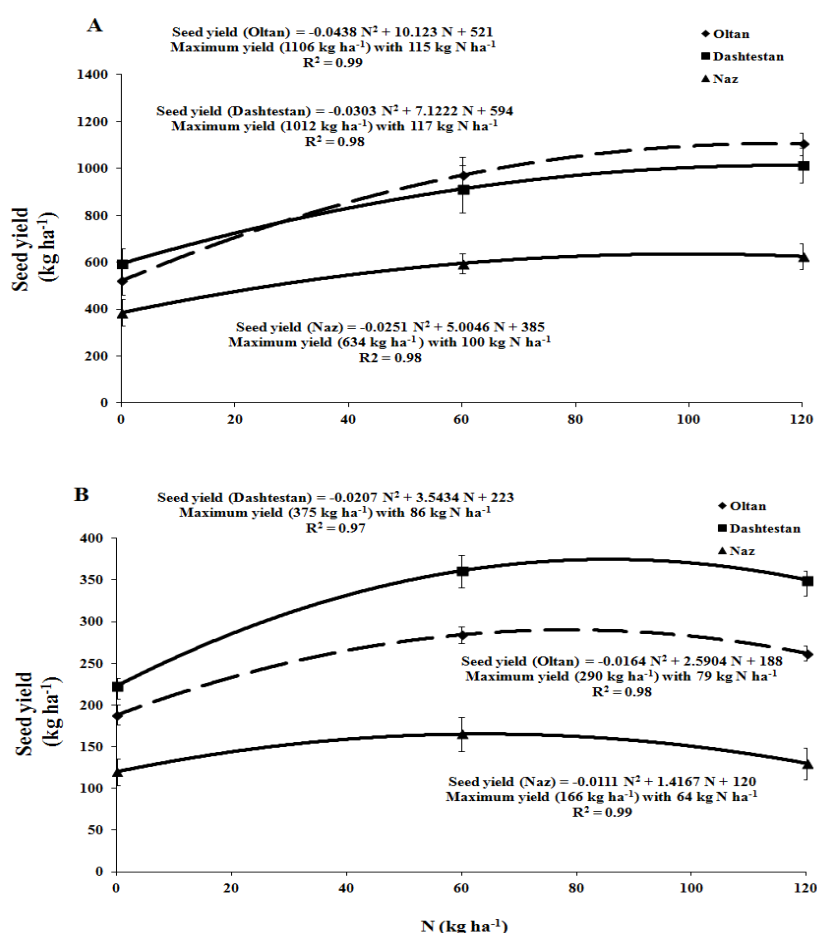 A
Seed yield (Oltan) = -0.0438 N² + 10.123 N + 521
Maximum yield (1106 kg ha⁻¹) with 115 kg N ha⁻¹
R² = 0.99
Oltan
Dashtestan
Naz
Seed yield (Dashtestan) = -0.0303 N² + 7.1222 N + 594
Maximum yield (1012 kg ha⁻¹) with 117 kg N ha⁻¹
R² = 0.98
Seed yield
(kg ha⁻¹)
1400
1200
1000
800
600
400
200
0
Seed yield (Naz) = -0.0251 N² + 5.0046 N + 385
Maximum yield (634 kg ha⁻¹) with 100 kg N ha⁻¹
R2 = 0.98
0 20 40 60 80 100 120
B
Seed yield (Dashtestan) = -0.0207 N² + 3.5434 N + 223
Maximum yield (375 kg ha⁻¹) with 86 kg N ha⁻¹
R² = 0.97
Oltan
Dashtestan
Naz
Seed yield
(kg ha⁻¹)
400
350
300
250
200
150
100
50
0
Seed yield (Oltan) = -0.0164 N² + 2.5904 N + 188
Maximum yield (290 kg ha⁻¹) with 79 kg N ha⁻¹
R² = 0.98
Seed yield (Naz) = -0.0111 N² + 1.4167 N + 120
Maximum yield (166 kg ha⁻¹) with 64 kg N ha⁻¹
R² = 0.99
0 20 40 60 80 100 120
N (kg ha⁻¹)